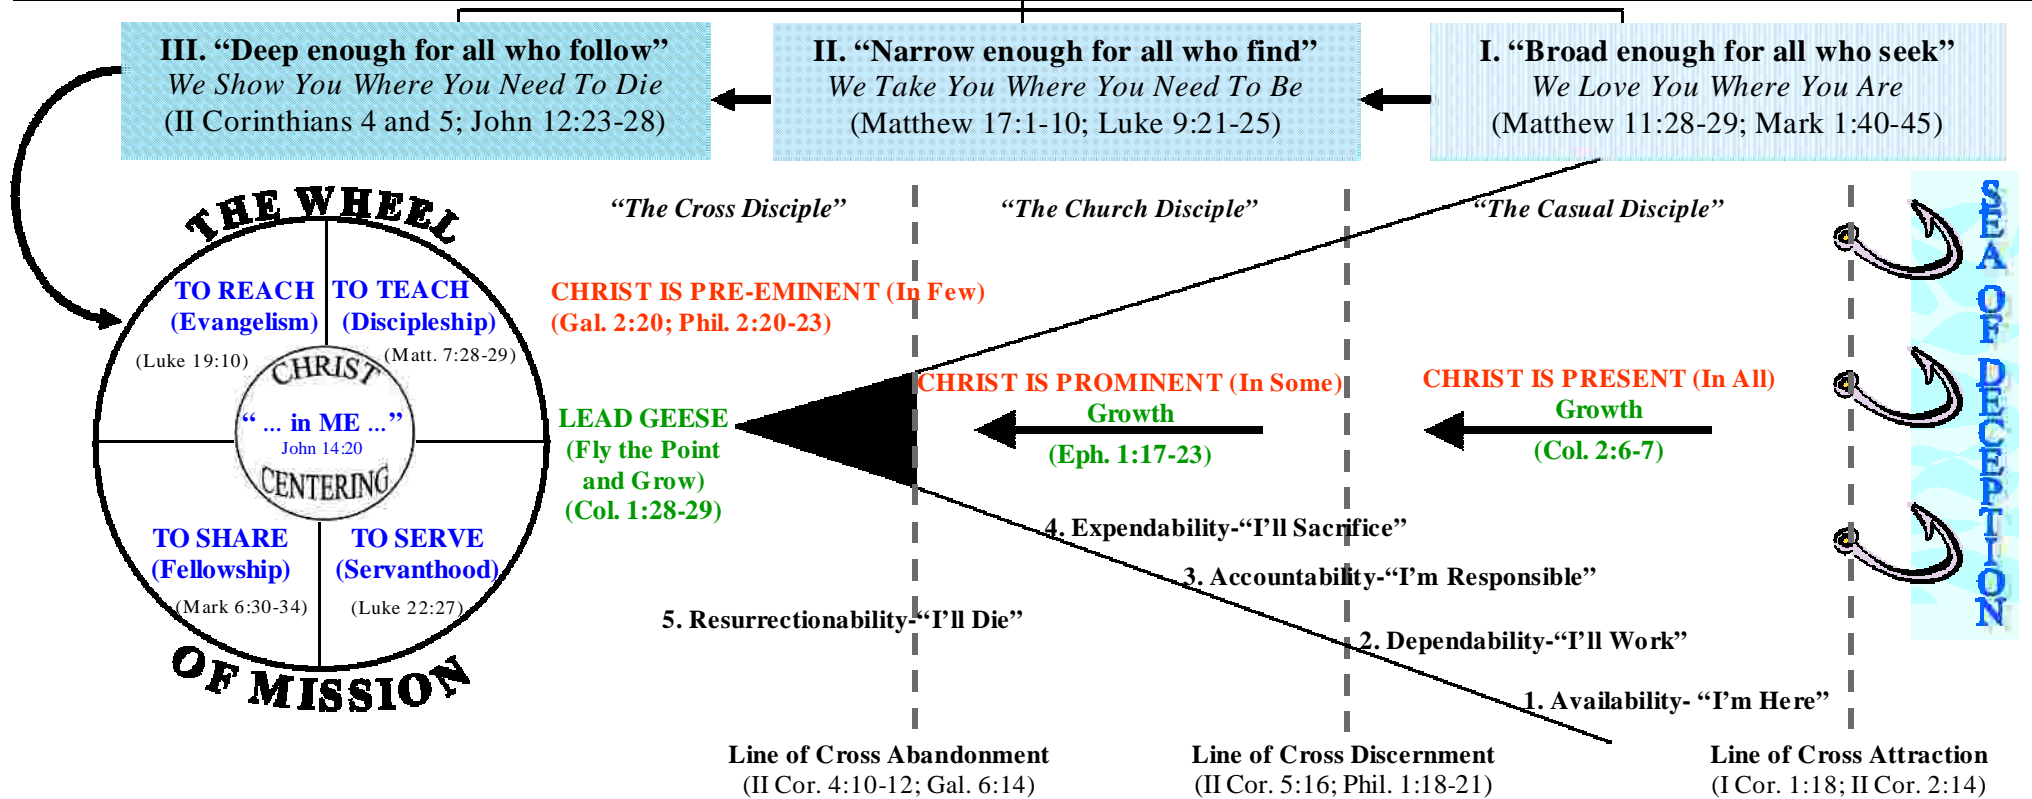 III. “Deep enough for all who follow”
We Show You Where You Need To Die
(II Corinthians 4 and 5; John 12:23-28)
II. “Narrow enough for all who find”
We Take You Where You Need To Be
(Matthew 17:1-10; Luke 9:21-25)
I. “Broad enough for all who seek”
We Love You Where You Are
(Matthew 11:28-29; Mark 1:40-45)
“The Cross Disciple”
“The Church Disciple”
“The Casual Disciple”
SEA OF DECEPTION
THE WHEEL
TO REACH
(Evangelism)
(Luke 19:10)
TO TEACH
(Discipleship)
(Matt. 7:28-29)
CHRIST
“ ... in ME ...”
John 14:20
CENTERING
TO SHARE
(Fellowship)
(Mark 6:30-34)
TO SERVE
(Servanthood)
(Luke 22:27)
OF MISSION
CHRIST IS PRE-EMINENT (In Few)
(Gal. 2:20; Phil. 2:20-23)
LEAD GEESE
(Fly the Point
and Grow)
(Col. 1:28-29)
CHRIST IS PROMINENT (In Some)
Growth
(Eph. 1:17-23)
CHRIST IS PRESENT (In All)
Growth
(Col. 2:6-7)
4. Expendability-“I’ll Sacrifice”
3. Accountability-“I’m Responsible”
5. Resurrectionability-“I’ll Die”
2. Dependability-“I’ll Work”
1. Availability- “I’m Here”
Line of Cross Abandonment
(II Cor. 4:10-12; Gal. 6:14)
Line of Cross Discernment
(II Cor. 5:16; Phil. 1:18-21)
Line of Cross Attraction
(I Cor. 1:18; II Cor. 2:14)